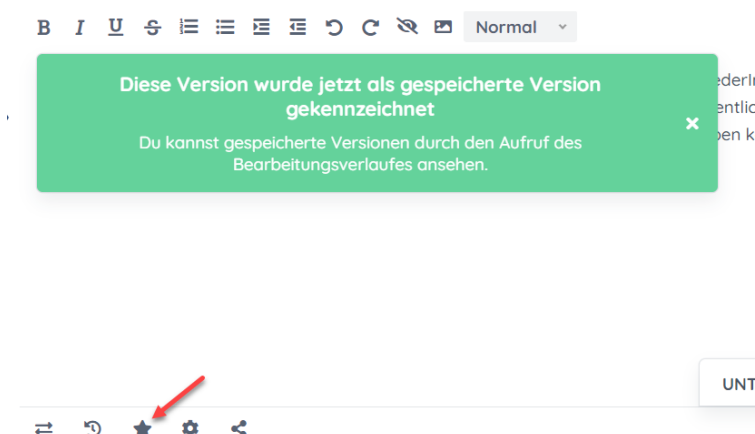 Normal
Diese Version wurde jetzt als gespeicherte Version
gekennzeichnet
Du kannst gespeicherte Versionen durch den Aufruf des
Bearbeitungsverlaufes ansehen.
UNT